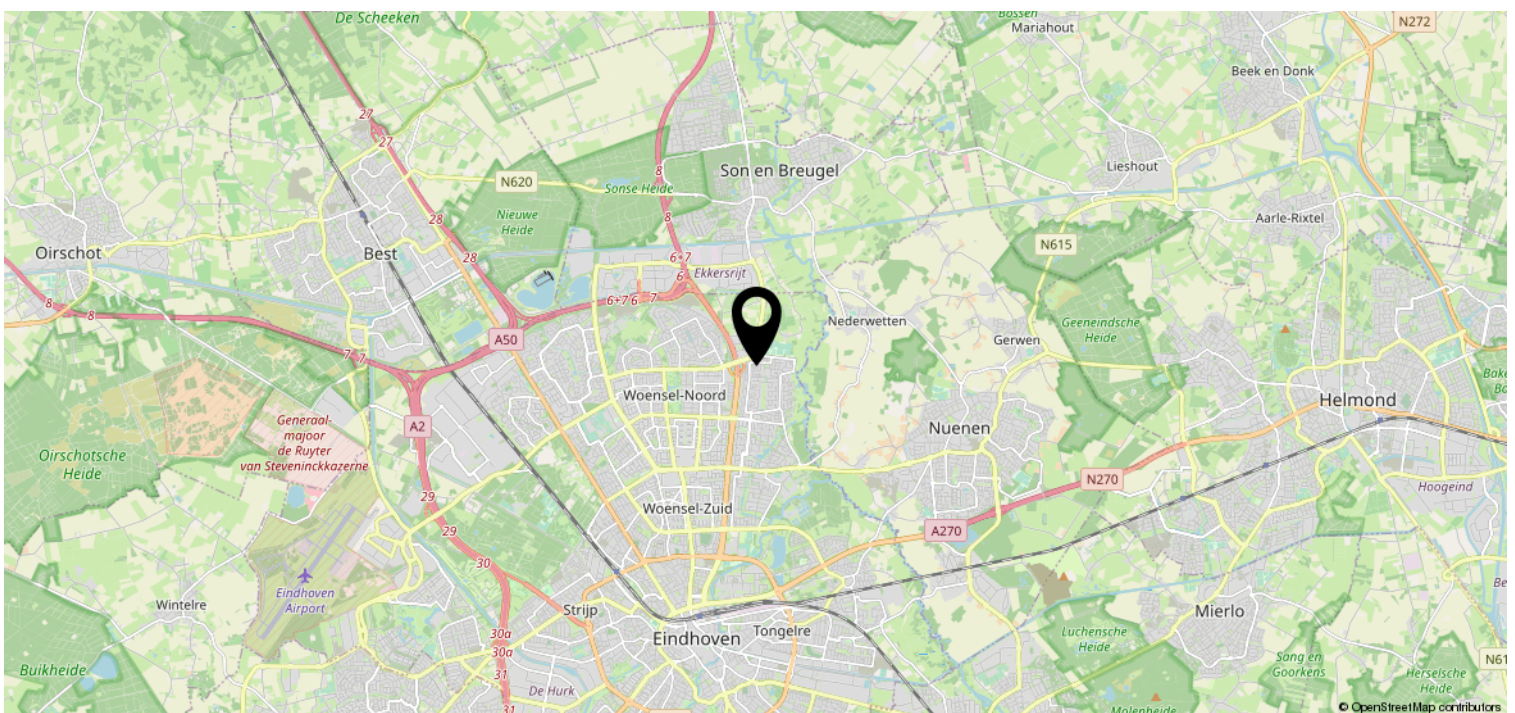 De Scheeken
Bossen
Mariahout
N272
Beek en Donk
27
27
8
Son en Breugel
Lieshout
N620
Sonse Heide
Nieuwe
Heide
28
8
Aarle-Rixtel
N615
Oirschot
Best
28
6+7
6
Ekkersrijt
8
8
6+7
6
7
Nederwetten
Geeneindsche
Heide
Gerwen
A50
7
7
Woensel-Noord
Helmond
Generaal-
majoor
de Ruyter
van Steveninckkazerne
A2
Nuenen
Oirschotsche
Heide
N270
Hoogeind
29
Woensel-Zuid
29
A270
30
Eindhoven
Airport
Wintelre
Strijp
Mierlo
Eindhoven
Tongelre
30a
30a
Luchensche
Heide
Buikheide
31
De Hurk
Sang en
Goorkens
Herselsche
Heide
N61
31
Molenheide
© OpenStreetMap contributors